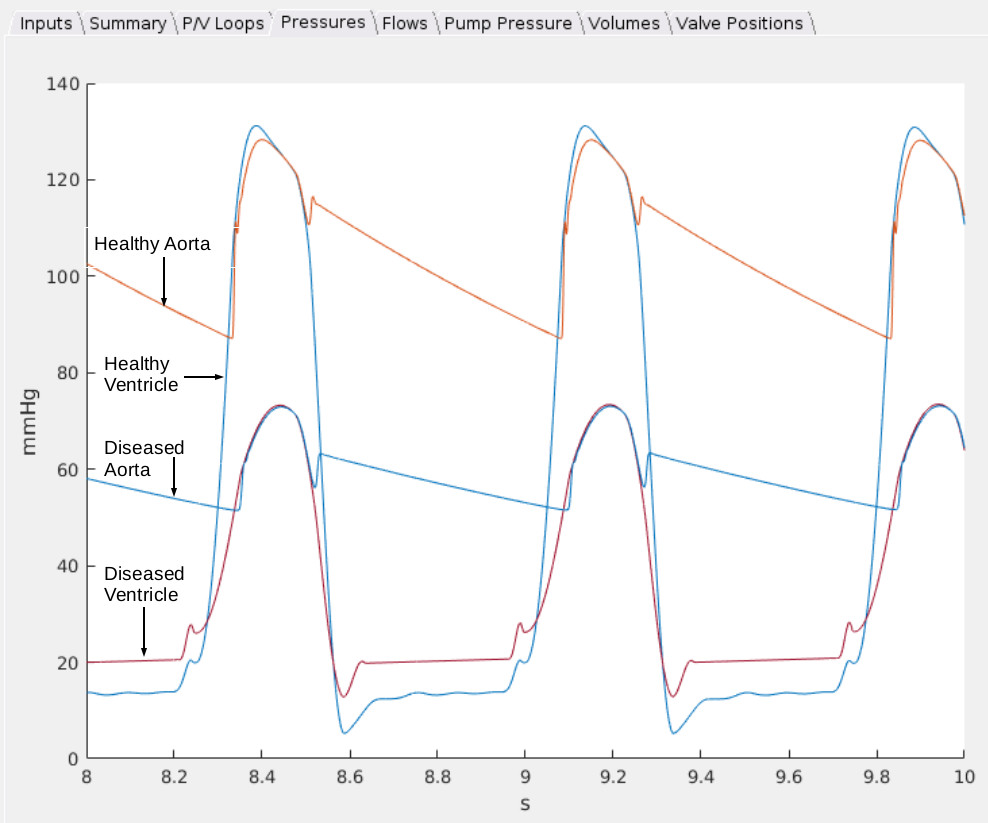 Inputs Summary P/V Loops Pressures Flows Pump Pressure Volumes Valve Positions
140
120
Healthy Aorta
100
Healthy
Ventricle
80
mmHg
Diseased
Aorta
60
40
Diseased
Ventricle
20
0
8 8.2 8.4 8.6 8.8 9 9.2 9.4 9.6 9.8 10
s